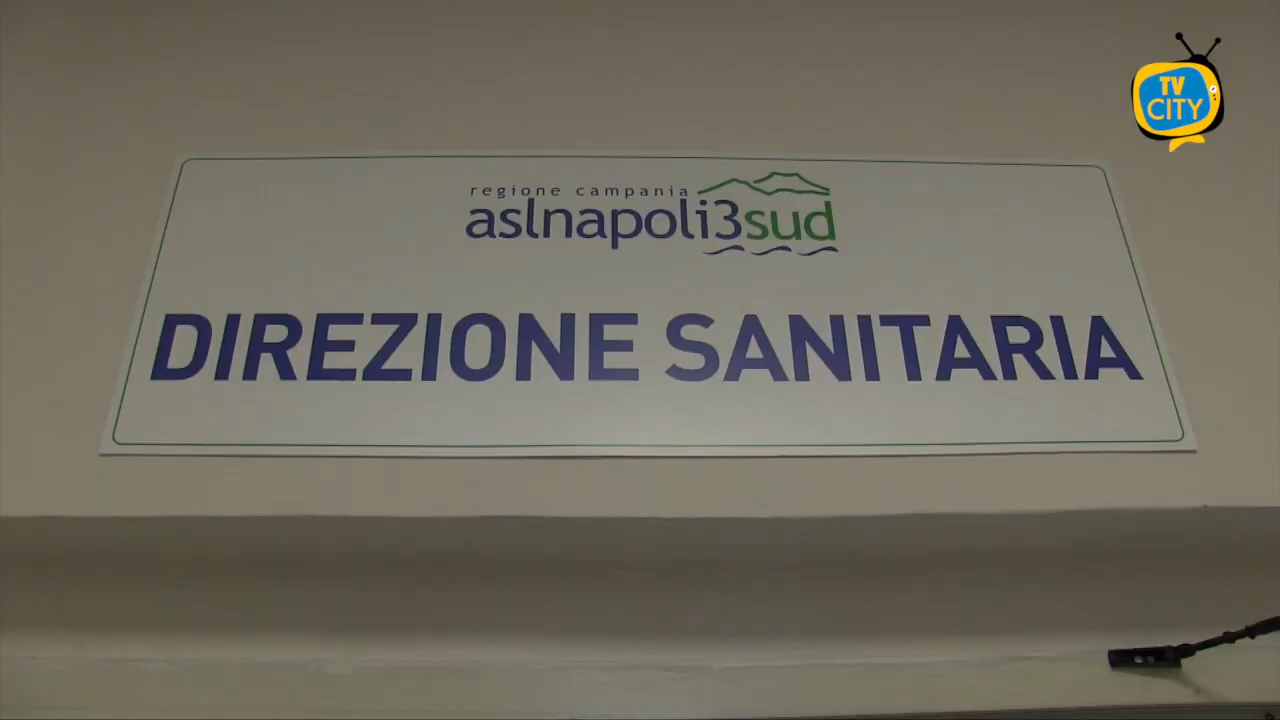 TV
CITY
regione campania
aslnapoli3sud
DIREZIONE SANITARIA